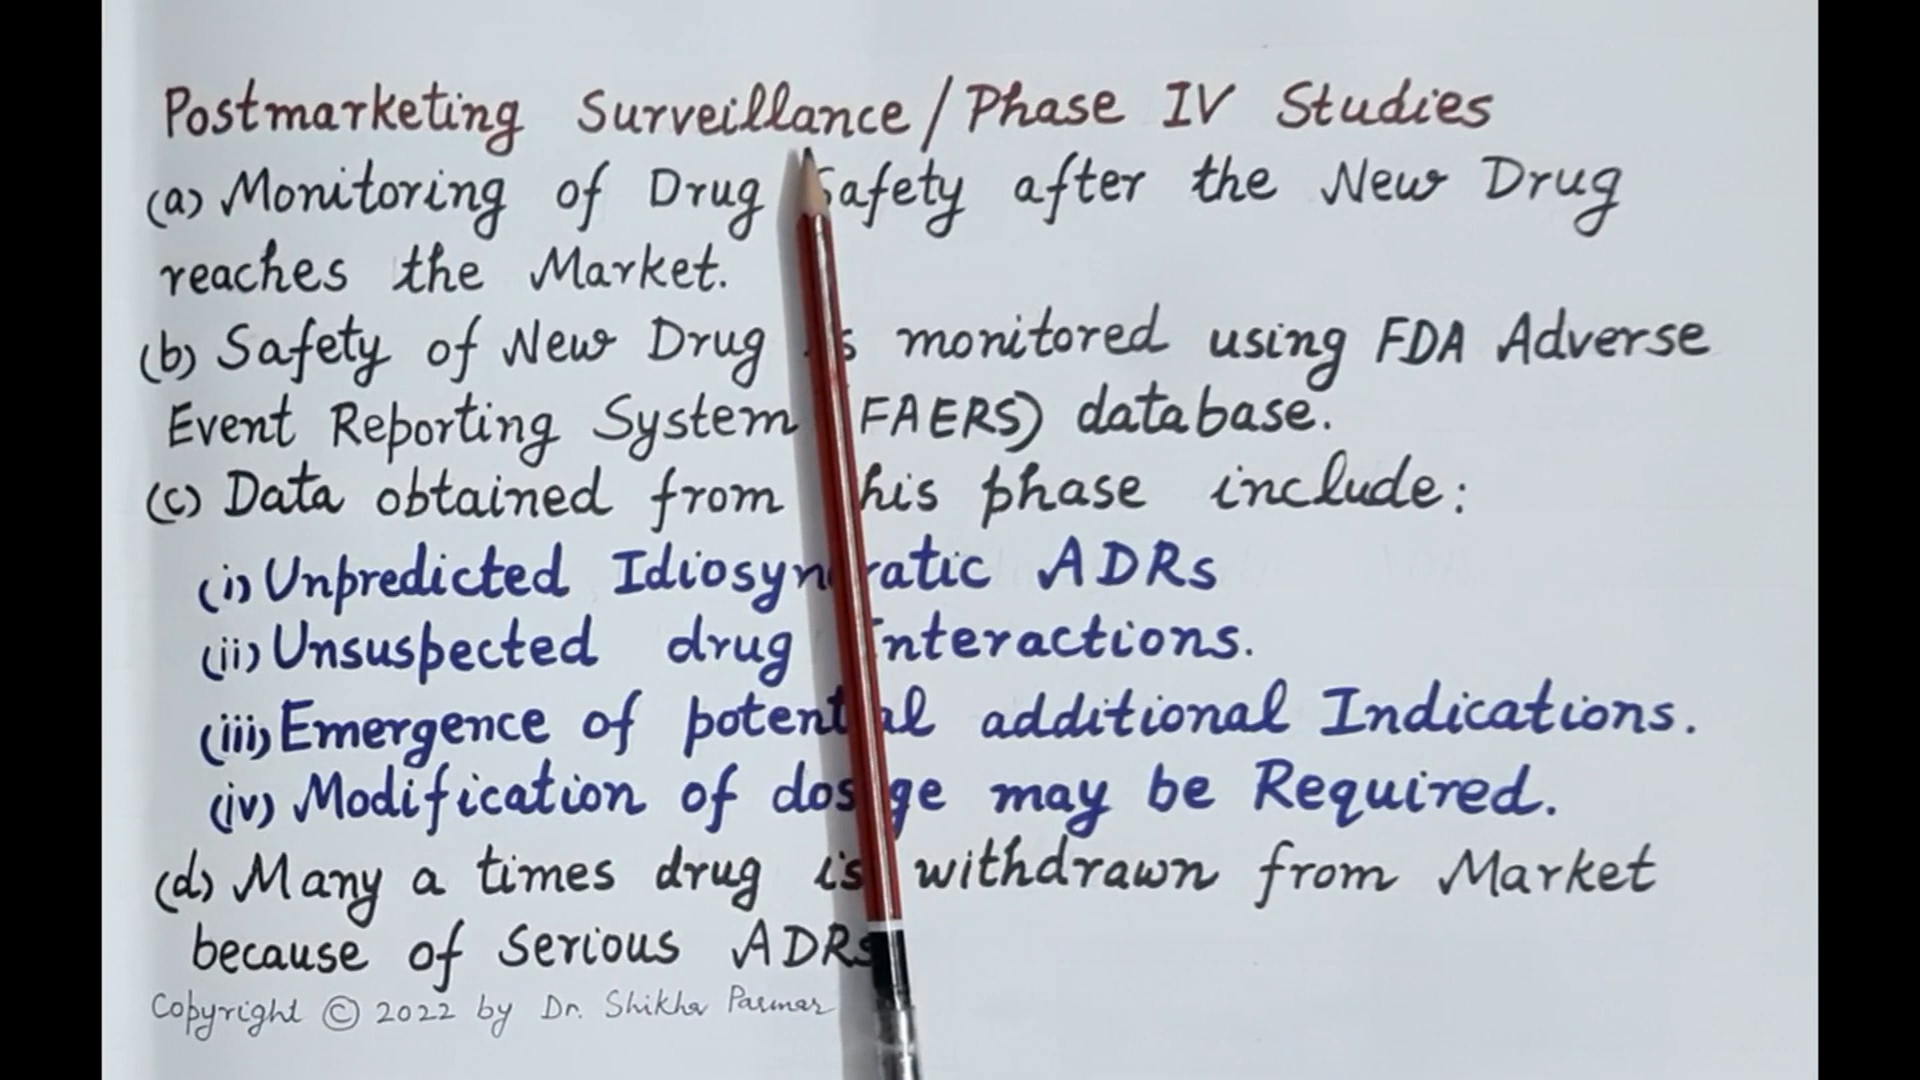 Postmarketing Surveillance/Phase IV Studies
(a) Monitoring of Drug Safety after the New Drug
reaches the Market.
(b) Safety of New Drug is monitored using FDA Adverse
Event Reporting System (FAERS) database.
(c) Data obtained from this phase include:
(i) Unpredicted Idiosyncratic ADRs
(ii) Unsuspected drug Interactions.
(iii) Emergence of potential additional Indications.
(iv) Modification of dosage may be Required.
(d) Many a times drug is withdrawn from Market
because of Serious ADRs
Copyright © 2022 by Dr. Shikha Parmar